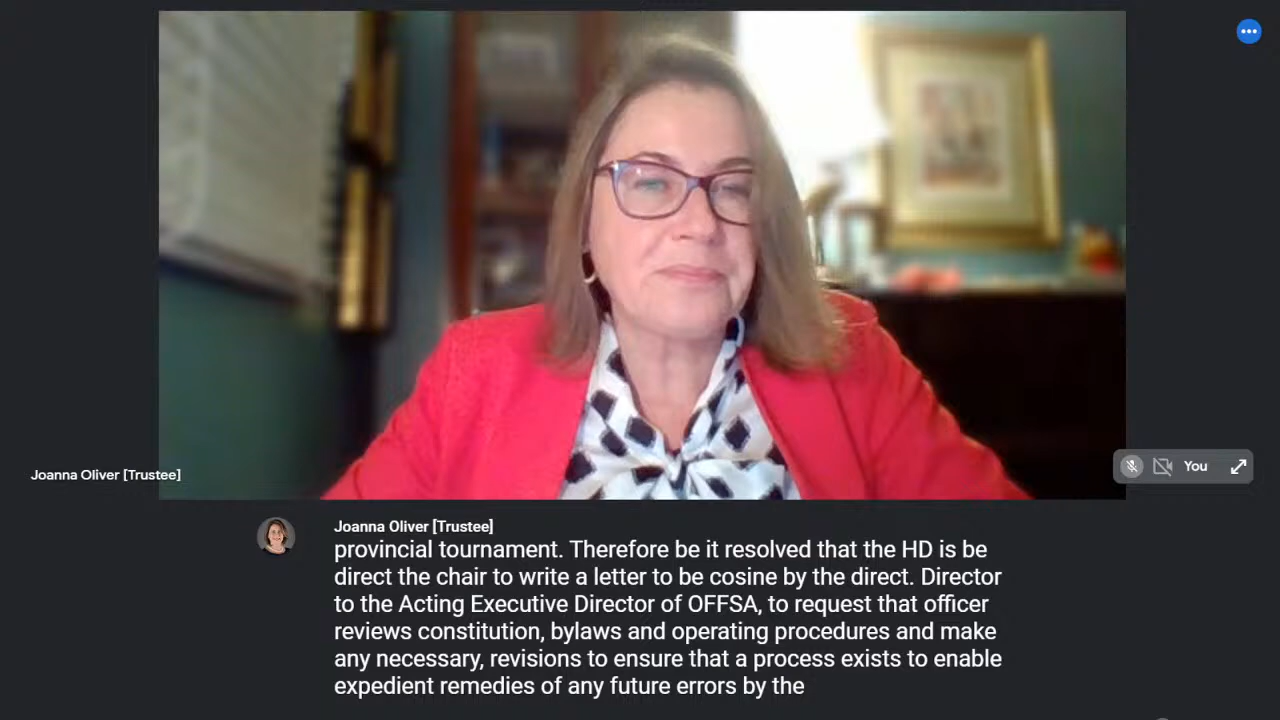 Joanna Oliver [Trustee]
You
Joanna Oliver [Trustee]
provincial tournament. Therefore be it resolved that the HD is be
direct the chair to write a letter to be cosine by the direct. Director
to the Acting Executive Director of OFFSA, to request that officer
reviews constitution, bylaws and operating procedures and make
any necessary, revisions to ensure that a process exists to enable
expedient remedies of any future errors by the